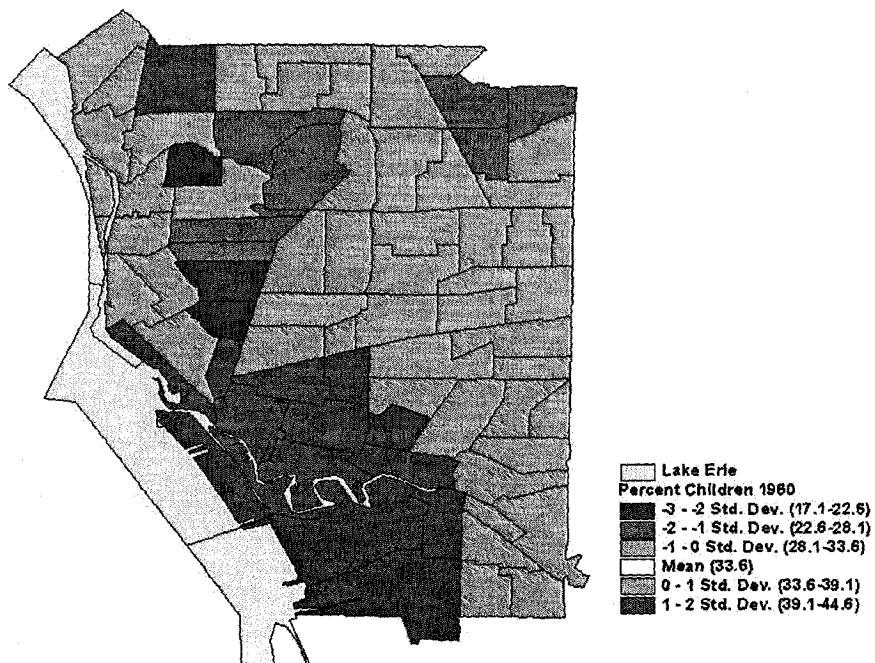 Lake Erie
Percent Children 1960
-3 - -2 Std. Dev. (17.1-22.6)
-2 - -1 Std. Dev. (22.6-28.1)
-1 - 0 Std. Dev. (28.1-33.6)
Mean (33.6)
0 - 1 Std. Dev. (33.6-39.1)
1 - 2 Std. Dev. (39.1-44.6)